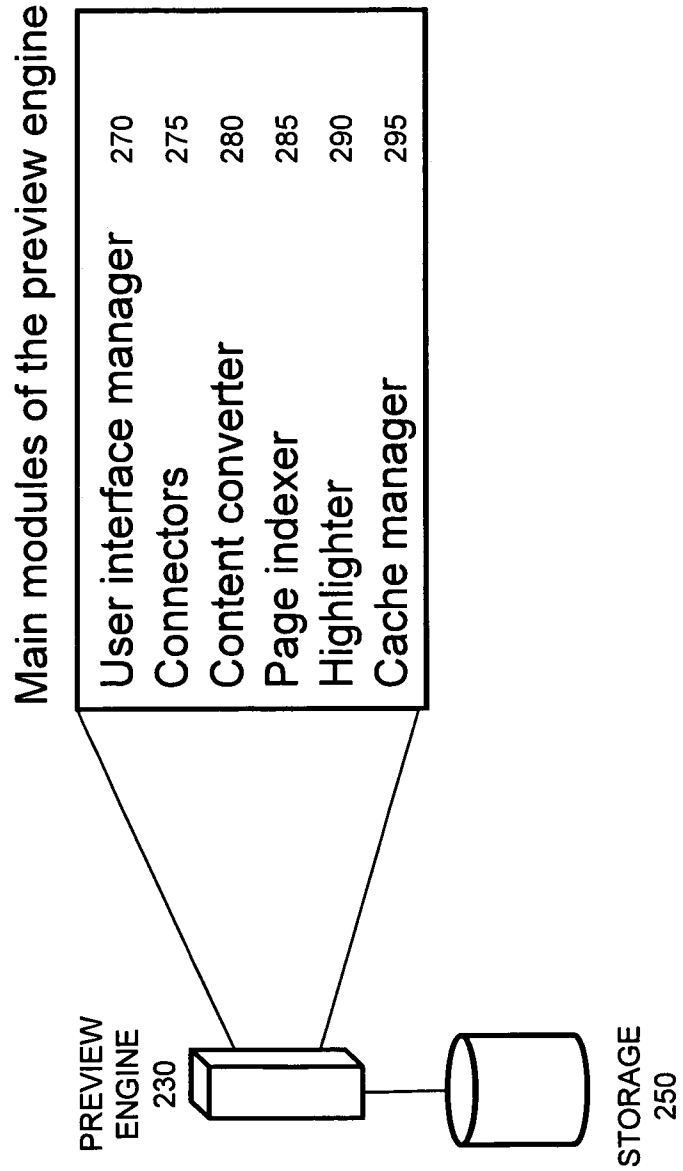 Main modules of the preview engine
User interface manager 270
Connectors 275
Content converter 280
Page indexer 285
Highlighter 290
Cache manager 295
PREVIEW
ENGINE
230
STORAGE
250